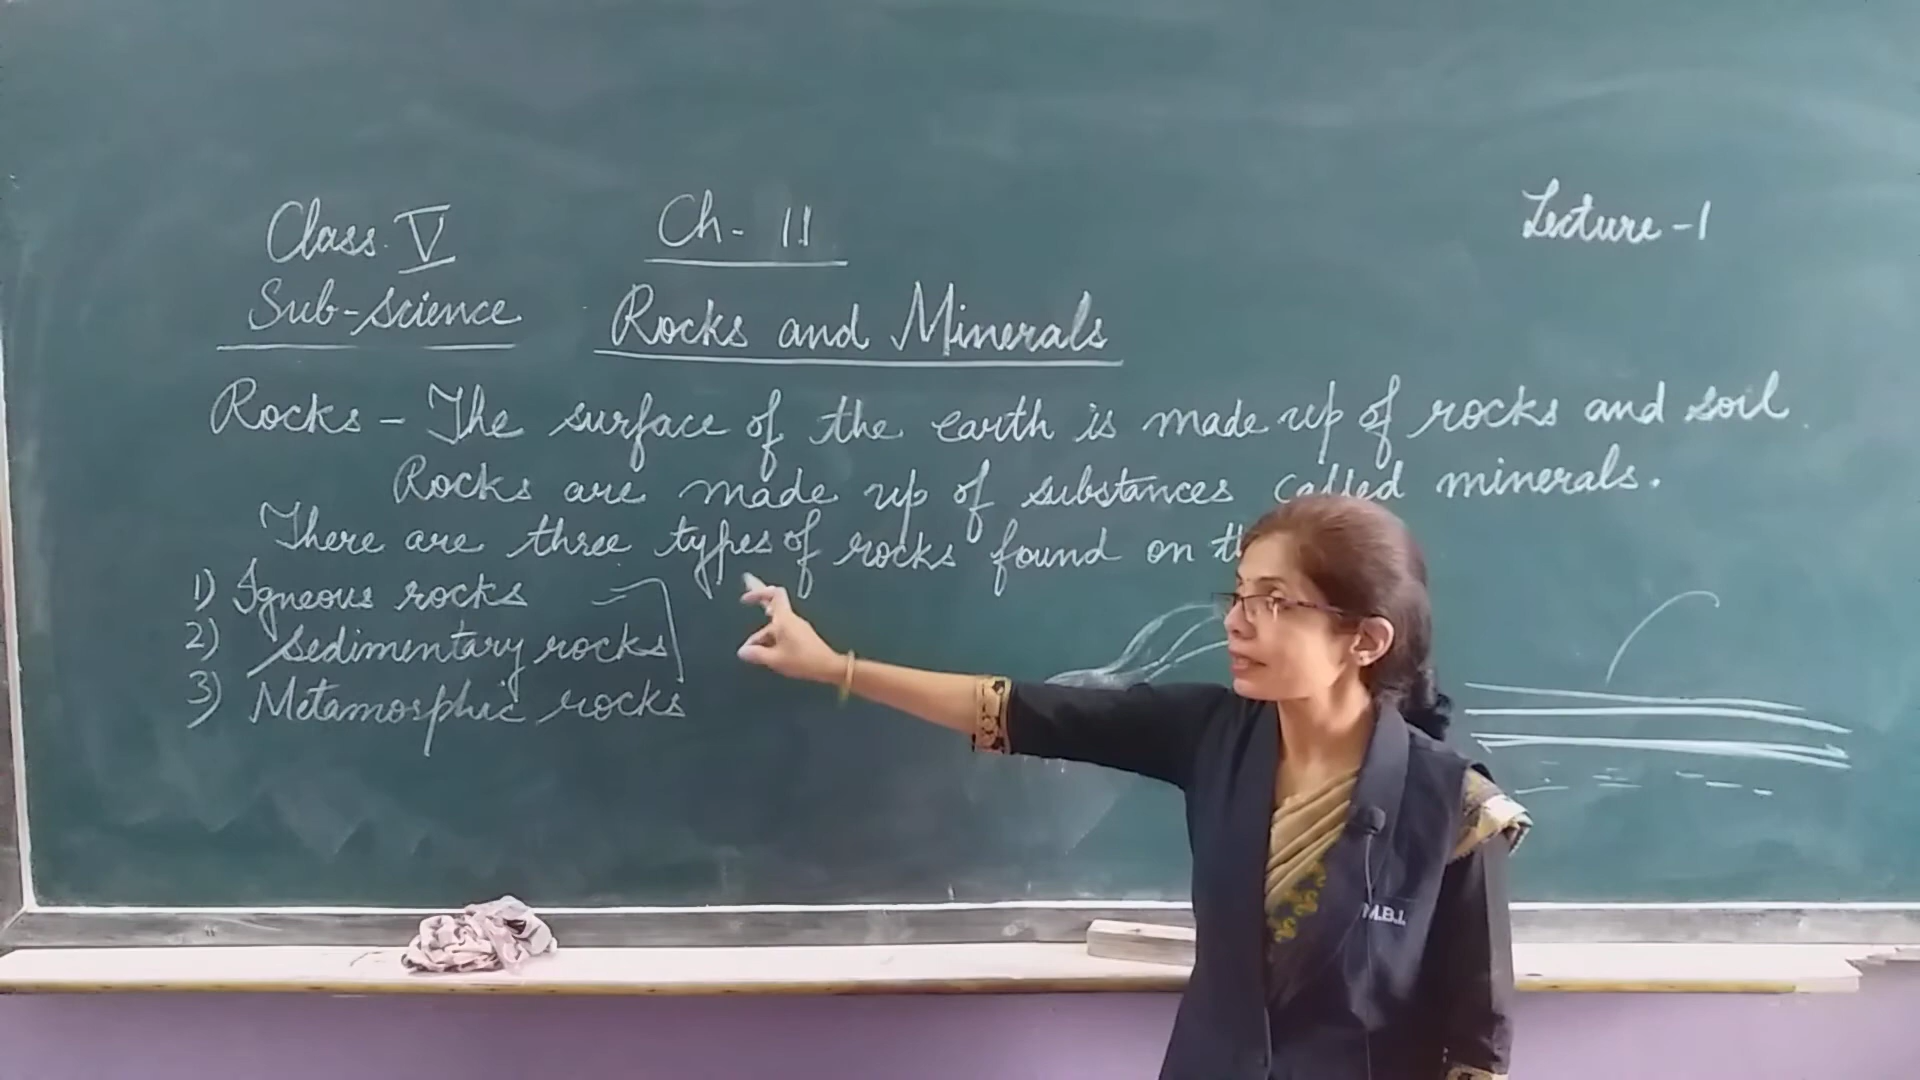 Class V
Sub-science
Ch- 11
Rocks and Minerals
Lecture-1
Rocks - The surface of the earth is made up of rocks and soil.
Rocks are made up of substances called minerals.
There are three types of rocks found on
1) Igneous rocks
2) Sedimentary rocks
3) Metamorphic rocks
M.B.I.